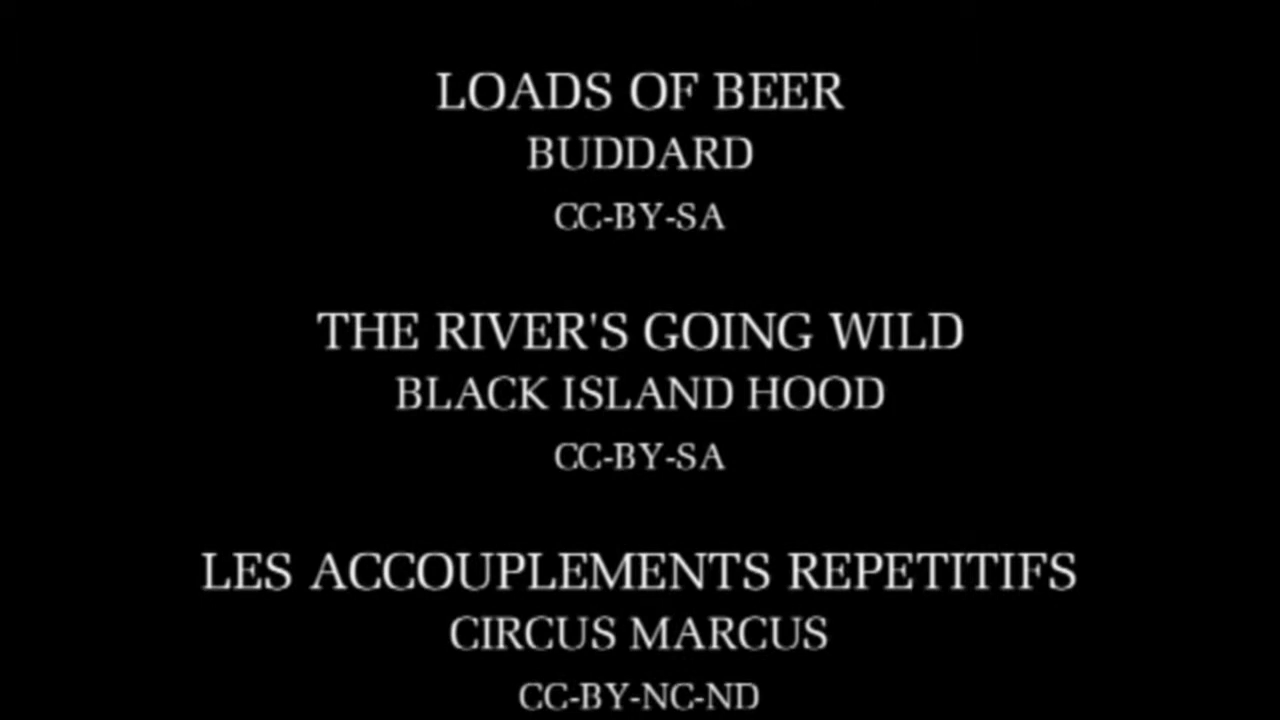 LOADS OF BEER
BUDDARD
CC-BY-SA
THE RIVER'S GOING WILD
BLACK ISLAND HOOD
CC-BY-SA
LES ACCOUPLEMENTS REPETITIFS
CIRCUS MARCUS
CC-BY-NC-ND